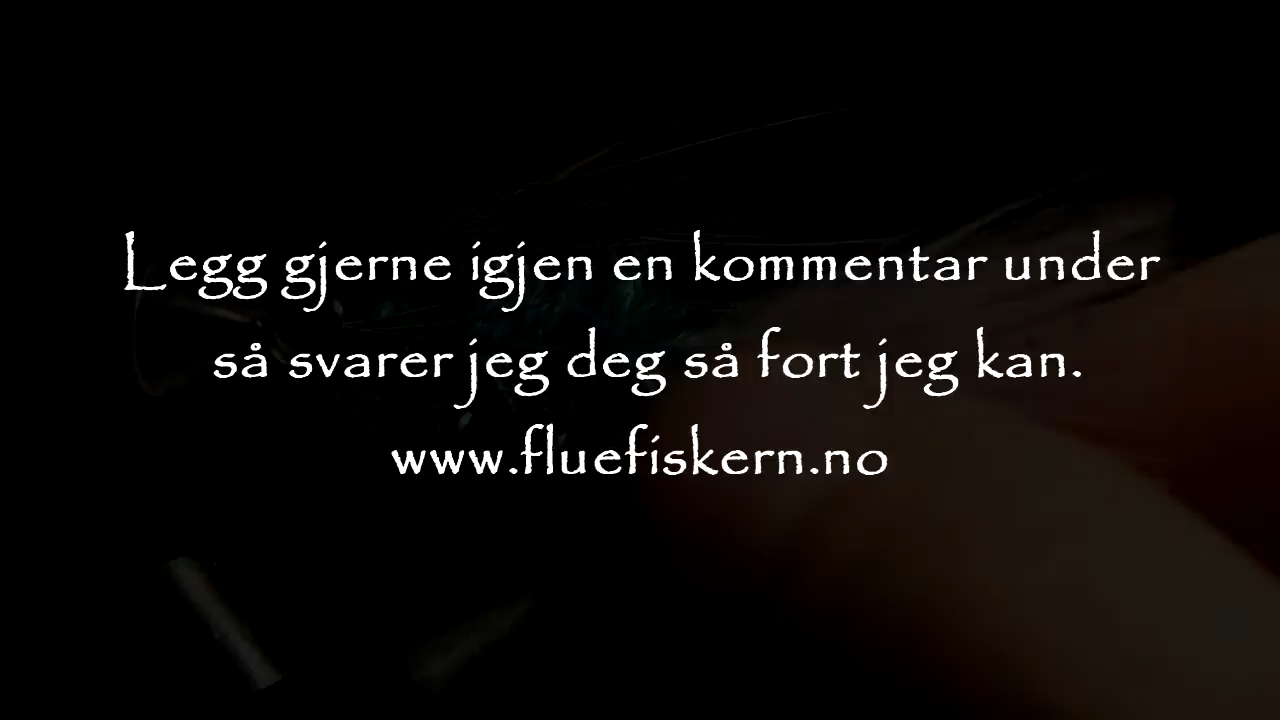 Legg gjerne igjen en kommentar under
så svarer jeg deg så fort jeg kan.
www.fluefiskern.no